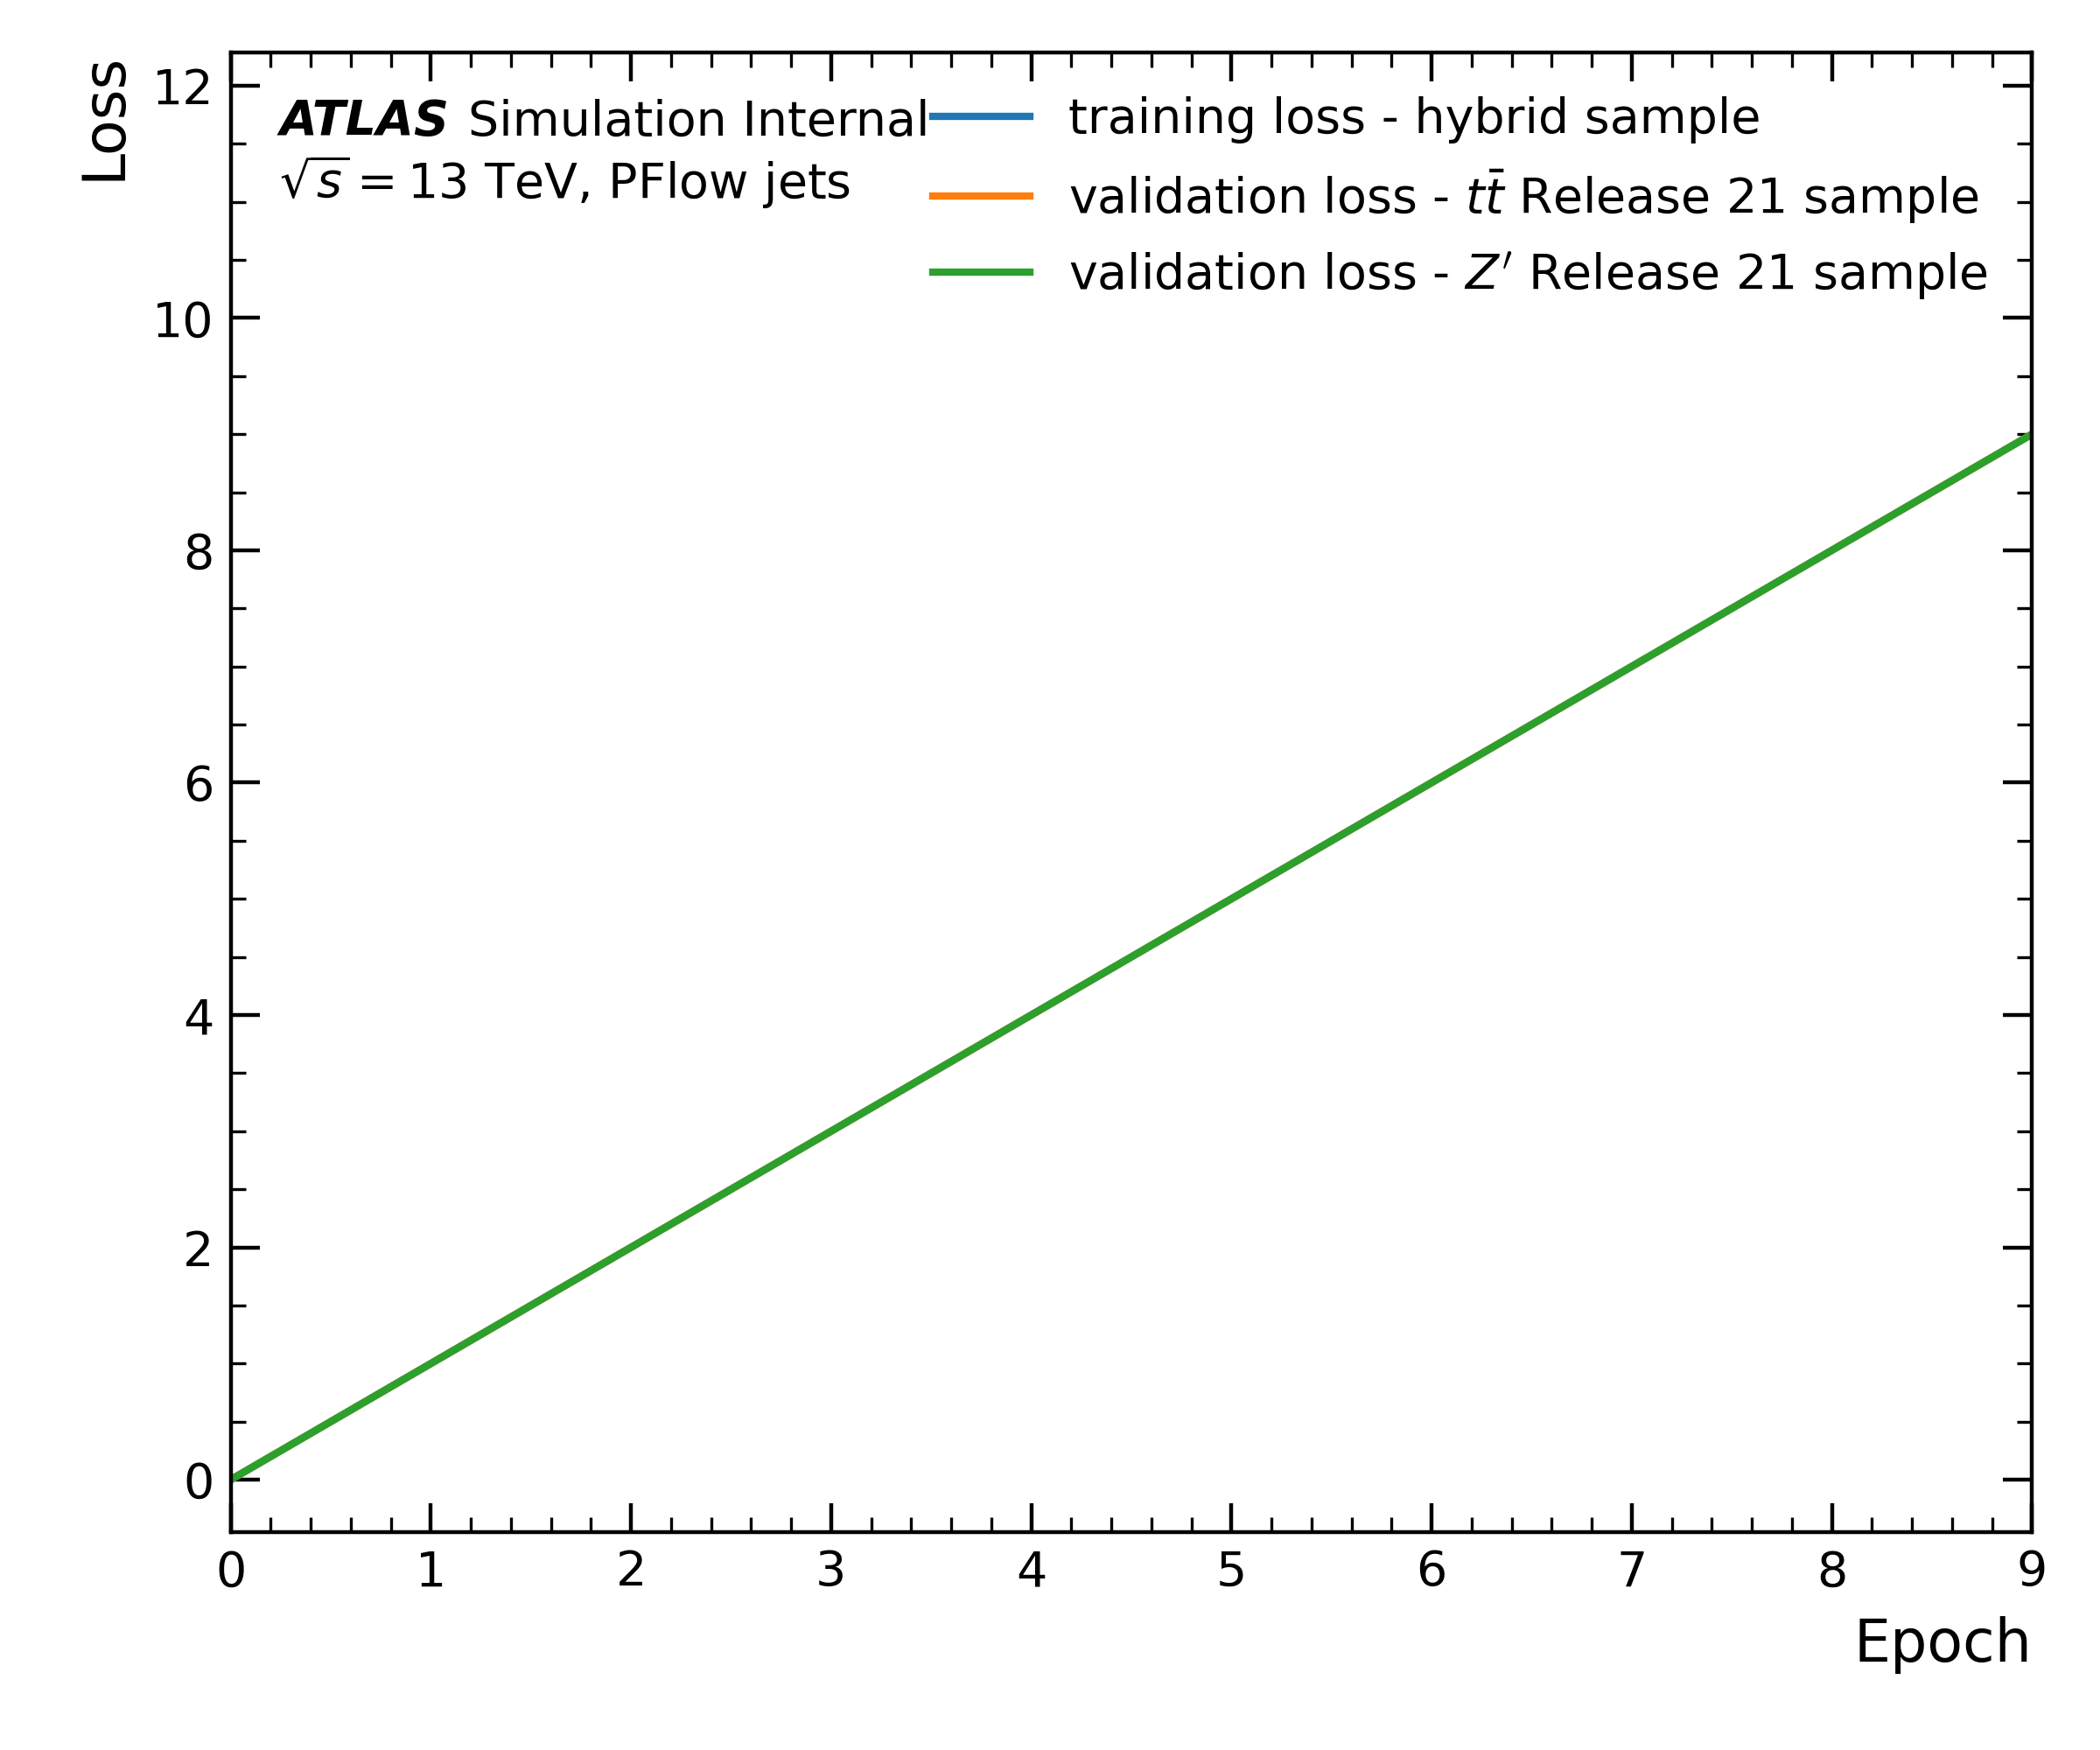 Loss
12
10
8
6
4
2
0
ATLAS Simulation Internal
√s = 13 TeV, PFlow jets
training loss - hybrid sample
validation loss - tt̄ Release 21 sample
validation loss - Z′ Release 21 sample
0 1 2 3 4 5 6 7 8 9
Epoch